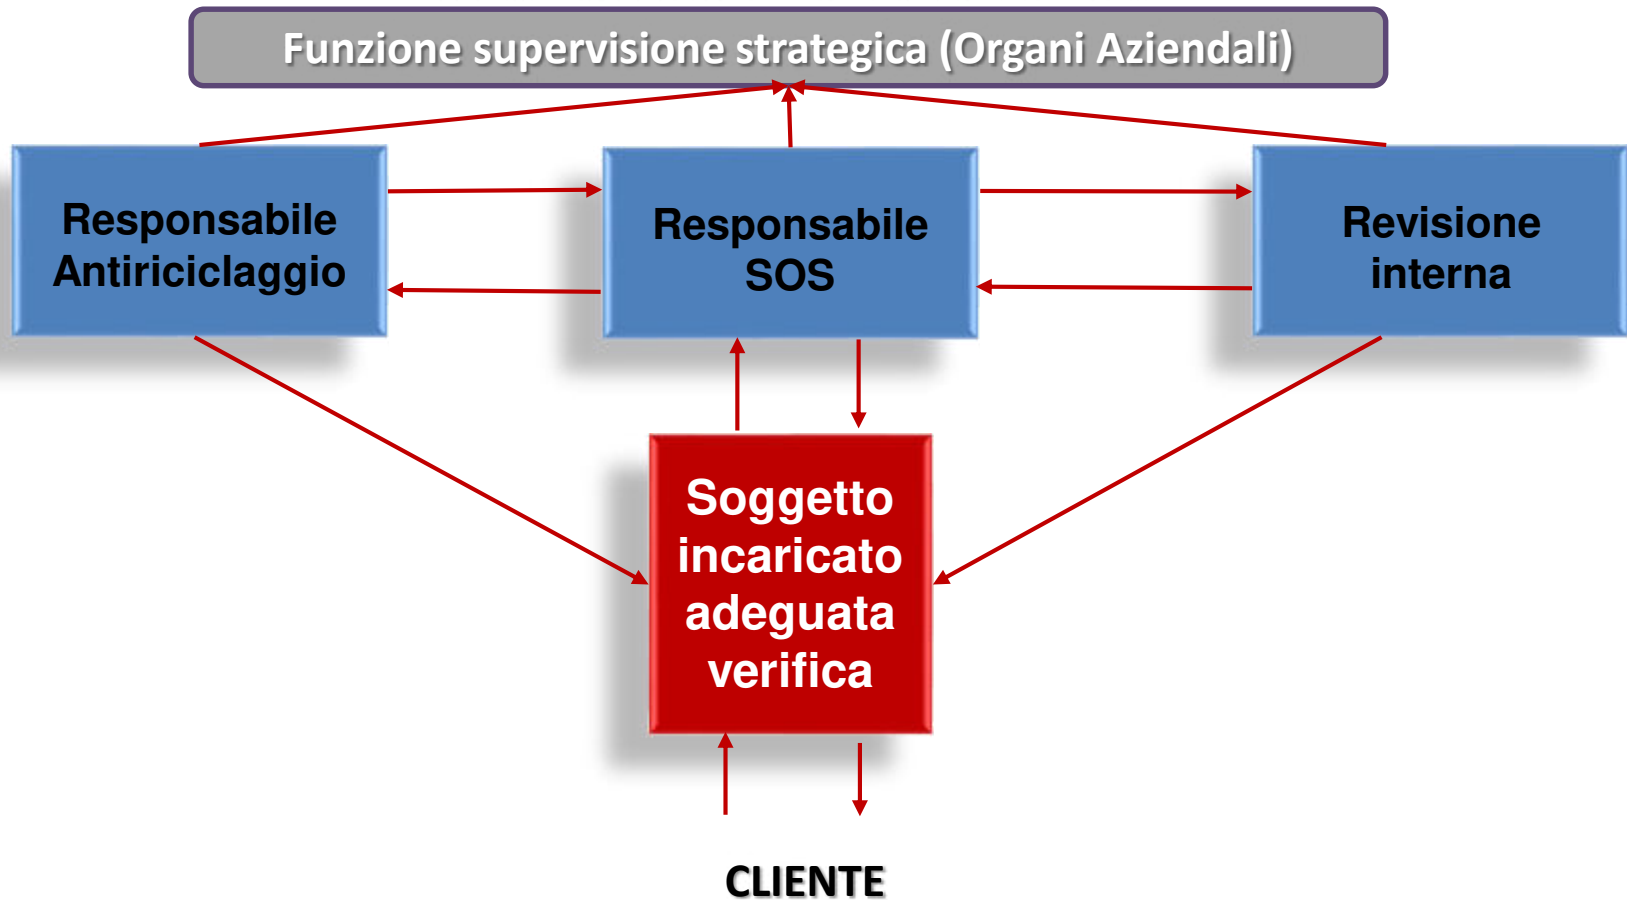 Funzione supervisione strategica (Organi Aziendali)
Responsabile
Antiriciclaggio
Responsabile
SOS
Revisione
interna
Soggetto
incaricato
adeguata
verifica
CLIENTE